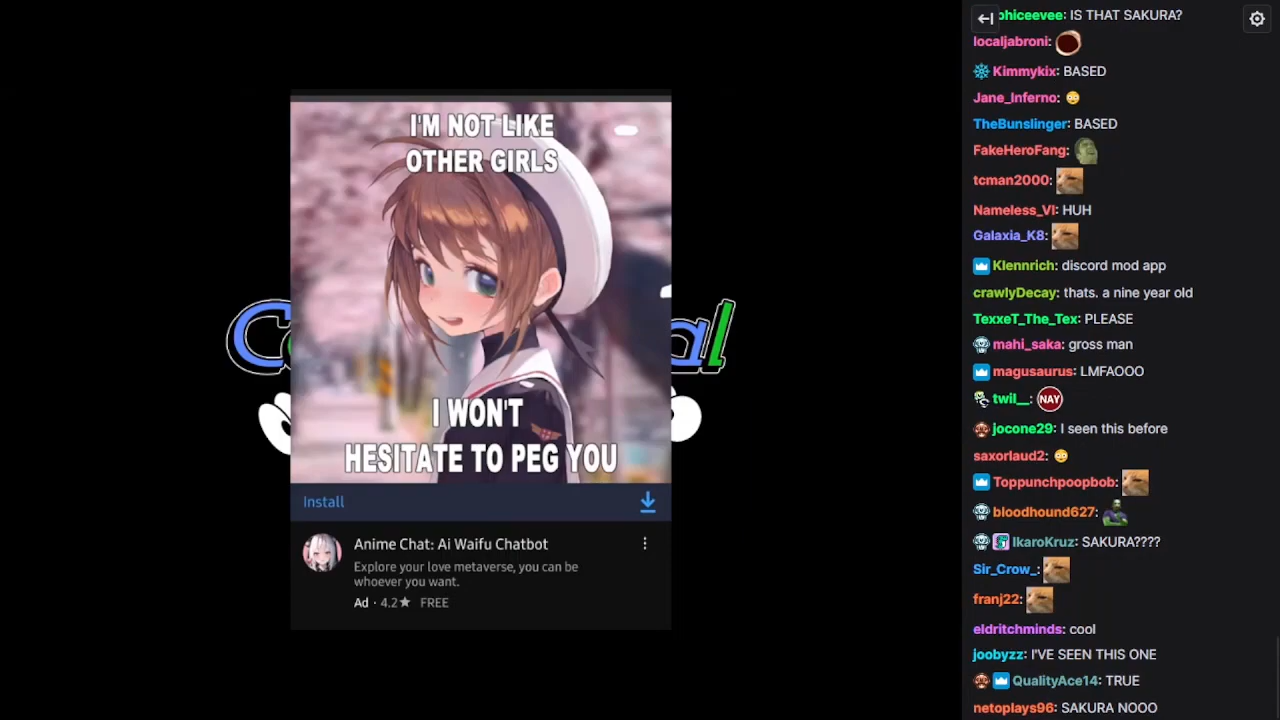 I'M NOT LIKE
OTHER GIRLS
I WON'T
HESITATE TO PEG YOU
Install
Anime Chat: Ai Waifu Chatbot
Explore your love metaverse, you can be
whoever you want.
Ad · 4.2★ FREE
ohiceevee: IS THAT SAKURA?
localjabroni:
Kimmykix: BASED
Jane_Inferno: 😳
TheBunslinger: BASED
FakeHeroFang:
tcman2000:
Nameless_VI: HUH
Galaxia_K8:
Klennrich: discord mod app
crawlyDecay: thats. a nine year old
TexxeT_The_Tex: PLEASE
mahi_saka: gross man
magusaurus: LMFAOOO
twil__: NAY
jocone29: I seen this before
saxorlaud2: 😳
Toppunchpoopbob:
bloodhound627:
IkaroKruz: SAKURA????
Sir_Crow_:
franj22:
eldritchminds: cool
joobyzz: I'VE SEEN THIS ONE
QualityAce14: TRUE
netoplays96: SAKURA NOOO